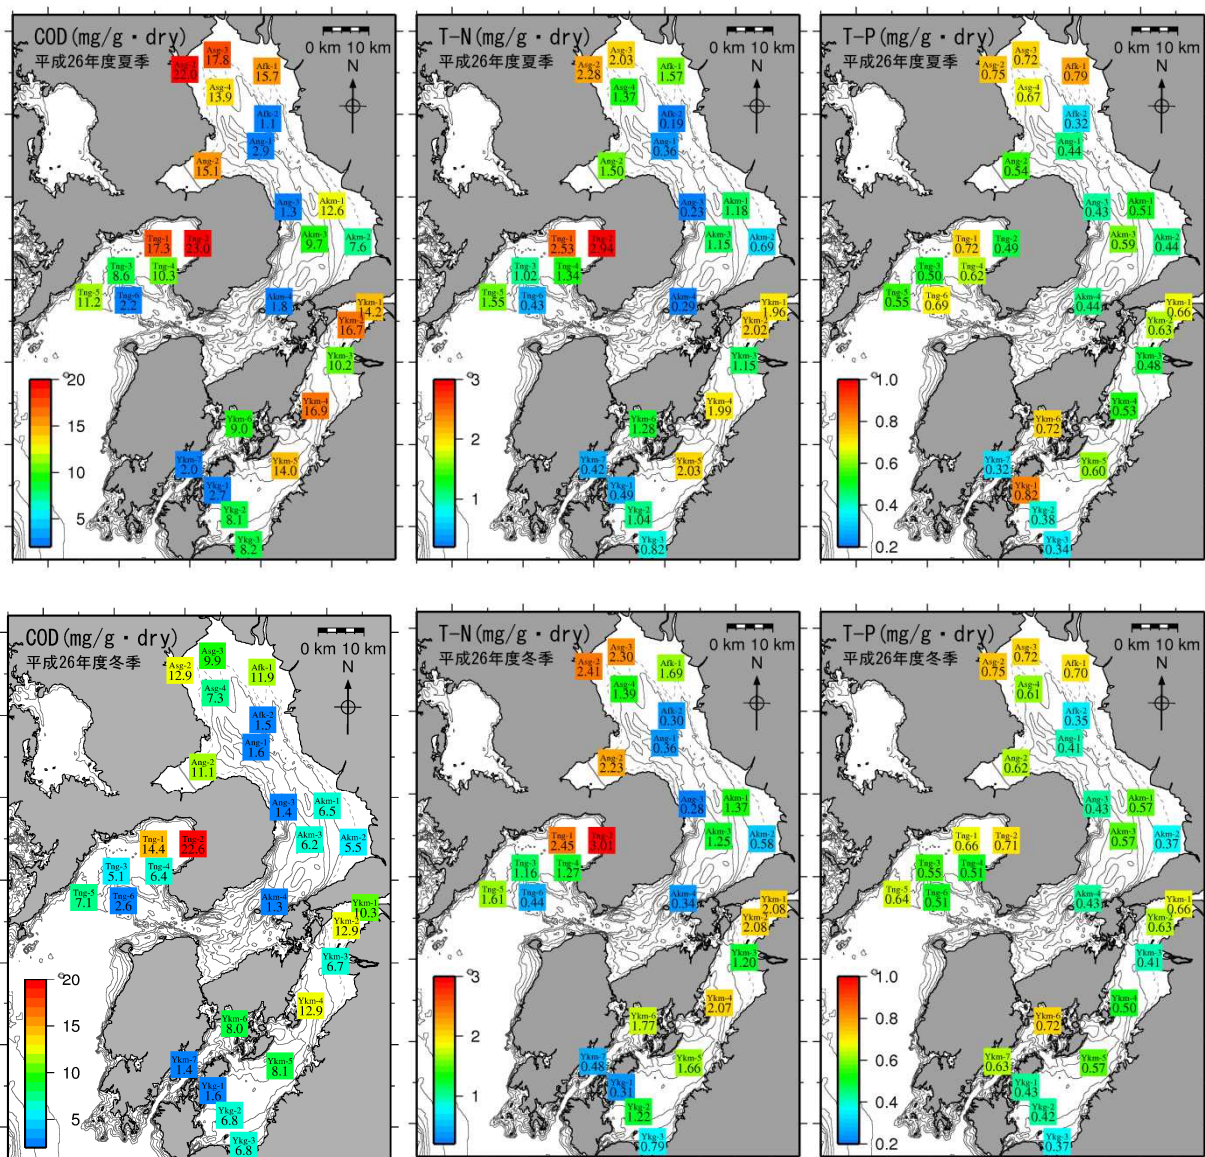 COD(mg/g・dry)
平成26年度夏季
0 km 10 km
N
Asg-3
17.8
Asg-2
22.0
Afk-1
15.7
Asg-4
13.9
Afk-2
1.1
Ang-1
2.9
Ang-2
15.1
Ang-3
1.3
Akm-1
12.6
Akm-3
9.7
Akm-2
7.6
Tng-1
17.3
Tng-2
23.0
Tng-3
8.6
Tng-4
10.3
Tng-5
11.2
Tng-6
2.2
Akm-4
1.8
Ykm-1
14.2
Ykm-2
16.7
Ykm-3
10.2
Ykm-4
16.9
Ykm-6
9.0
Ykm-7
2.0
Ykm-5
14.0
Ykg-1
2.7
Ykg-2
8.1
Ykg-3
8.2
20
15
10
5
T-N(mg/g・dry)
平成26年度夏季
0 km 10 km
N
Asg-3
2.03
Asg-2
2.28
Afk-1
1.57
Asg-4
1.37
Afk-2
0.19
Ang-1
0.36
Ang-2
1.50
Ang-3
0.23
Akm-1
1.18
Akm-3
1.15
Akm-2
0.69
Tng-1
2.53
Tng-2
2.94
Tng-3
1.02
Tng-4
1.34
Tng-5
1.55
Tng-6
0.43
Akm-4
0.29
Ykm-1
1.96
Ykm-2
2.02
Ykm-3
1.15
Ykm-4
1.99
Ykm-6
1.28
Ykm-7
0.42
Ykm-5
2.03
Ykg-1
0.49
Ykg-2
1.04
Ykg-3
0.82
3
2
1
T-P(mg/g・dry)
平成26年度夏季
0 km 10 km
N
Asg-3
0.72
Asg-2
0.75
Afk-1
0.79
Asg-4
0.67
Afk-2
0.32
Ang-1
0.44
Ang-2
0.54
Ang-3
0.43
Akm-1
0.51
Akm-3
0.59
Akm-2
0.44
Tng-1
0.72
Tng-2
0.49
Tng-3
0.50
Tng-4
0.62
Tng-5
0.55
Tng-6
0.69
Akm-4
0.44
Ykm-1
0.66
Ykm-2
0.63
Ykm-3
0.48
Ykm-4
0.53
Ykm-6
0.72
Ykm-7
0.32
Ykm-5
0.60
Ykg-1
0.82
Ykg-2
0.38
Ykg-3
0.34
1.0
0.8
0.6
0.4
0.2
COD(mg/g・dry)
平成26年度冬季
0 km 10 km
N
Asg-3
9.9
Asg-2
12.9
Afk-1
11.9
Asg-4
7.3
Afk-2
1.5
Ang-1
1.6
Ang-2
11.1
Ang-3
1.4
Akm-1
6.5
Akm-3
6.2
Akm-2
5.5
Tng-1
14.4
Tng-2
22.6
Tng-3
5.1
Tng-4
6.4
Tng-5
7.1
Tng-6
2.6
Akm-4
1.3
Ykm-1
10.3
Ykm-2
12.9
Ykm-3
6.7
Ykm-4
12.9
Ykm-6
8.0
Ykm-7
1.4
Ykm-5
8.1
Ykg-1
1.6
Ykg-2
6.8
Ykg-3
6.8
20
15
10
5
T-N(mg/g・dry)
平成26年度冬季
0 km 10 km
N
Asg-3
2.30
Asg-2
2.41
Afk-1
1.69
Asg-4
1.39
Afk-2
0.30
Ang-1
0.36
Ang-2
2.23
Ang-3
0.28
Akm-1
1.37
Akm-3
1.25
Akm-2
0.58
Tng-1
2.45
Tng-2
3.01
Tng-3
1.16
Tng-4
1.27
Tng-5
1.61
Tng-6
0.44
Akm-4
0.34
Ykm-1
2.08
Ykm-2
2.08
Ykm-3
1.20
Ykm-4
2.07
Ykm-6
1.77
Ykm-7
0.48
Ykm-5
1.66
Ykg-1
0.31
Ykg-2
1.22
Ykg-3
0.79
3
2
1
T-P(mg/g・dry)
平成26年度冬季
0 km 10 km
N
Asg-3
0.72
Asg-2
0.75
Afk-1
0.70
Asg-4
0.61
Afk-2
0.35
Ang-1
0.41
Ang-2
0.62
Ang-3
0.43
Akm-1
0.57
Akm-3
0.57
Akm-2
0.37
Tng-1
0.66
Tng-2
0.71
Tng-3
0.55
Tng-4
0.51
Tng-5
0.64
Tng-6
0.51
Akm-4
0.43
Ykm-1
0.66
Ykm-2
0.63
Ykm-3
0.41
Ykm-4
0.50
Ykm-6
0.72
Ykm-7
0.63
Ykm-5
0.57
Ykg-1
0.43
Ykg-2
0.42
Ykg-3
0.37
1.0
0.8
0.6
0.4
0.2